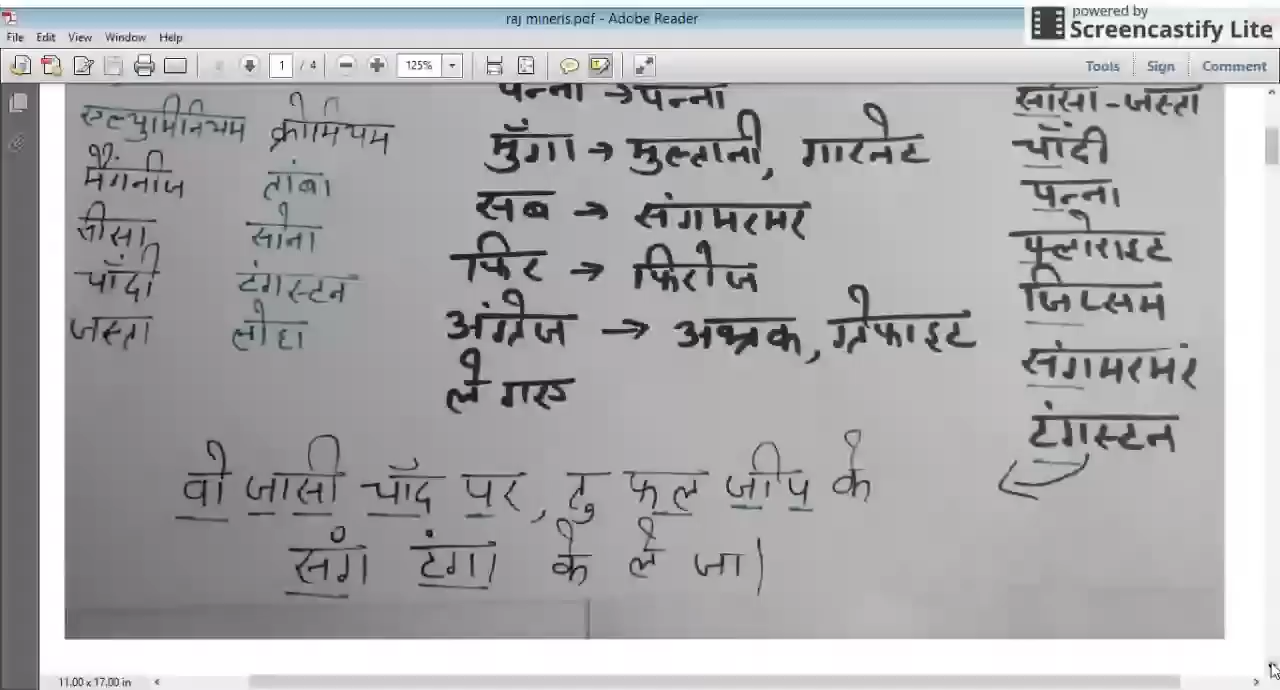 raj mineris.pdf - Adobe Reader
powered by
Screencastify Lite
File Edit View Window Help
1 / 4 125% Tools Sign Comment
पन्ना → पन्ना
सीसा - जस्ता
एल्युमिनियम क्रोमियम
मूँगा → मुल्तानी, गारनेट
चाँदी
मैंगनीज तांबा
सब → संगमरमर
पन्ना
सीसा सोना
फिर → फिरोज
फ्लोराइट
चाँदी टंगस्टन
जिप्सम
जस्ता लोहा
अंग्रेज → अभ्रक, ग्रेफाइट
संगमरमर
ले गए
टंगस्टन
वो जासी चाँद पर, टु फल जीप के
संग टंगा के ले जा|
11.00 x 17.00 in